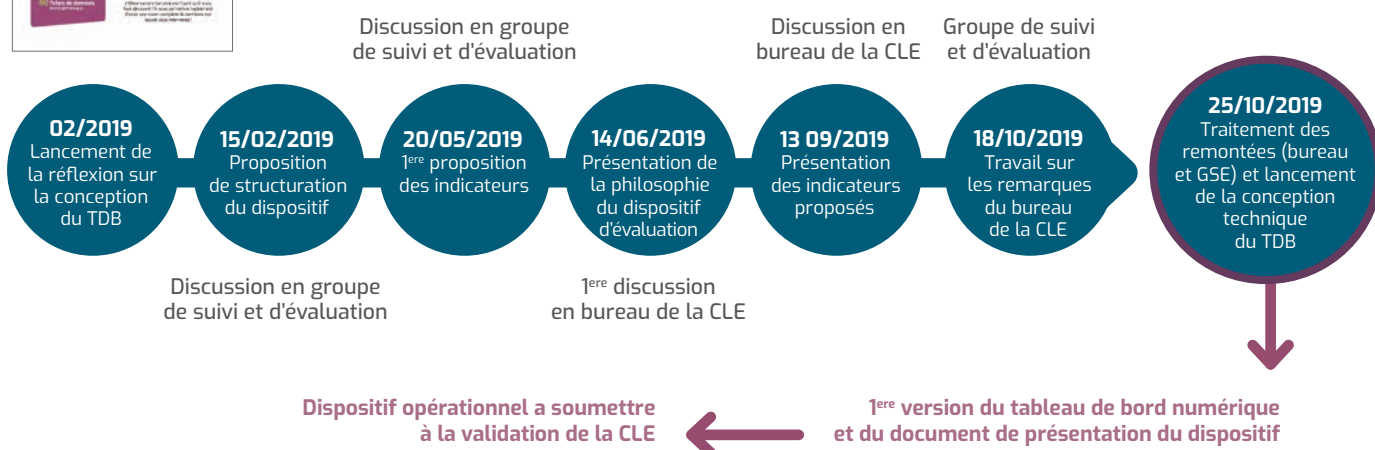 Discussion en groupe
de suivi et d'évaluation
Discussion en
bureau de la CLE
Groupe de suivi
et d'évaluation
02/2019
Lancement de
la réflexion sur
la conception
du TDB
15/02/2019
Proposition
de structuration
du dispositif
20/05/2019
1ere proposition
des indicateurs
14/06/2019
Présentation de
la philosophie
du dispositif
d'évaluation
13 09/2019
Présentation
des indicateurs
proposés
18/10/2019
Travail sur
les remarques
du bureau
de la CLE
25/10/2019
Traitement des
remontées (bureau
et GSE) et lancement
de la conception
technique
du TDB
Discussion en groupe
de suivi et d'évaluation
1ere discussion
en bureau de la CLE
Dispositif opérationnel a soumettre
à la validation de la CLE
1ere version du tableau de bord numérique
et du document de présentation du dispositif